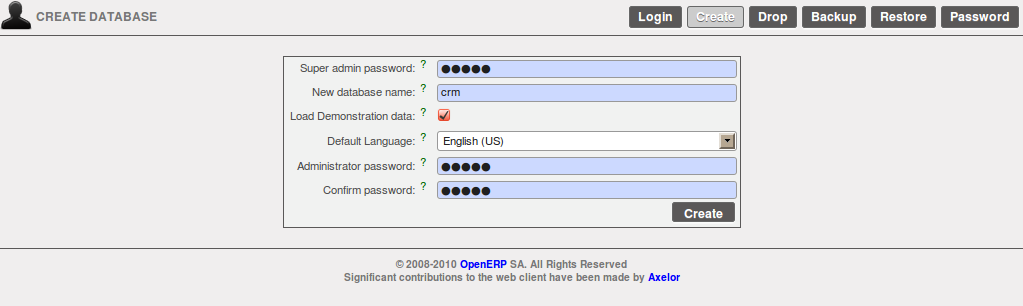 CREATE DATABASE Login Create Drop Backup Restore Password
Super admin password: ? ●●●●●
New database name: ? crm
Load Demonstration data: ?
Default Language: ? English (US)
Administrator password: ? ●●●●●
Confirm password: ? ●●●●●
Create
© 2008-2010 OpenERP SA. All Rights Reserved
Significant contributions to the web client have been made by Axelor